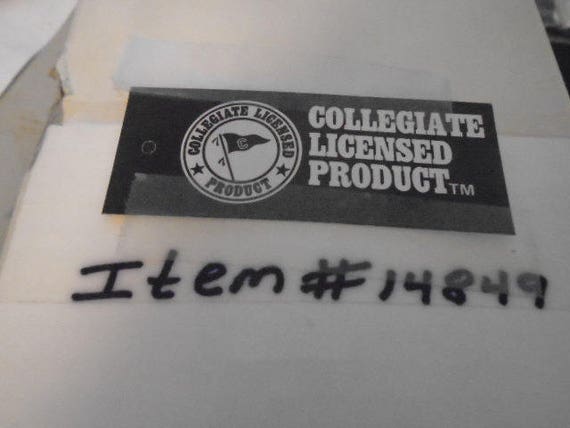 COLLEGIATE LICENSED
C
PRODUCT
COLLEGIATE
LICENSED
PRODUCT™
Item # 14849